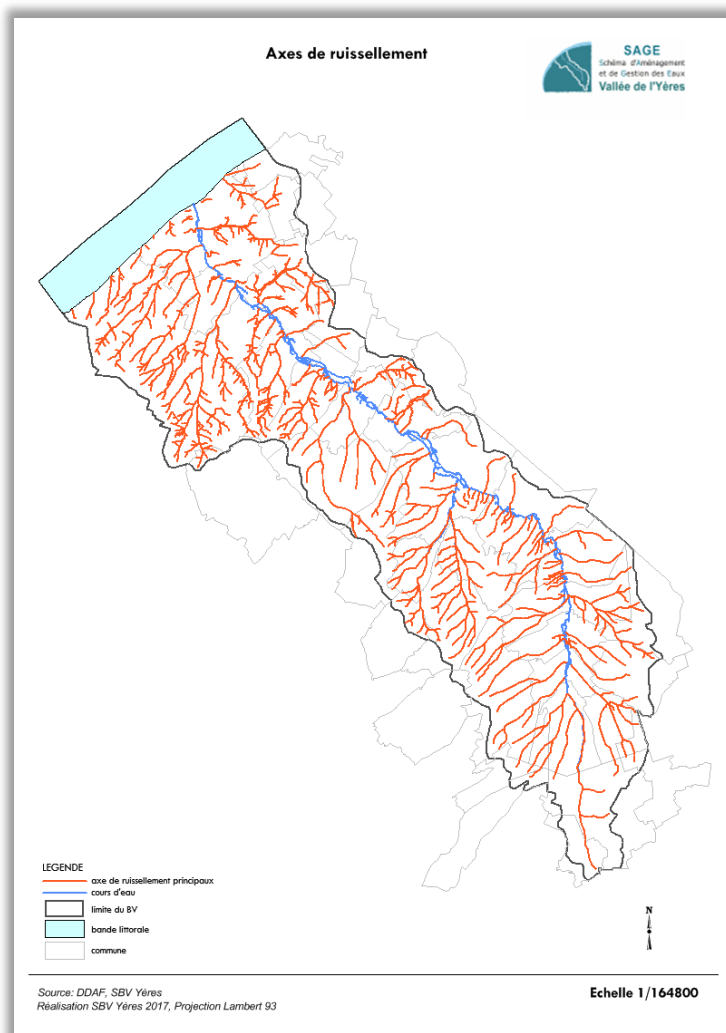 Axes de ruissellement
SAGE
Schéma d'Aménagement
et de Gestion des Eaux
Vallée de l'Yères
LEGENDE
axe de ruissellement principaux
cours d'eau
limite du BV
bande littorale
commune
N
Source: DDAF, SBV Yères
Réalisation SBV Yères 2017, Projection Lambert 93
Echelle 1/164800